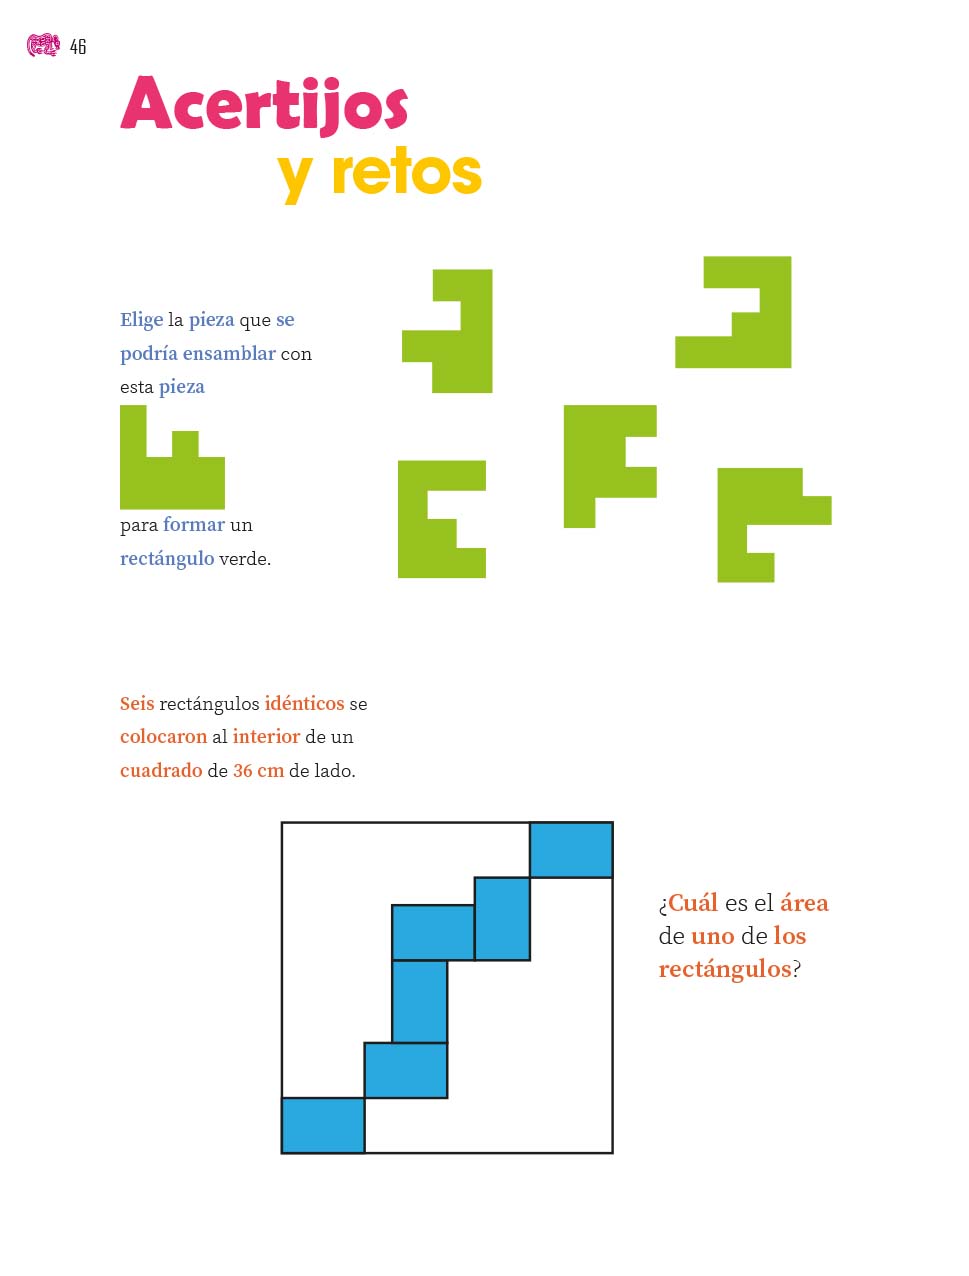 46
Acertijos
y retos
Elige la pieza que se
podría ensamblar con
esta pieza
para formar un
rectángulo verde.
Seis rectángulos idénticos se
colocaron al interior de un
cuadrado de 36 cm de lado.
¿Cuál es el área
de uno de los
rectángulos?